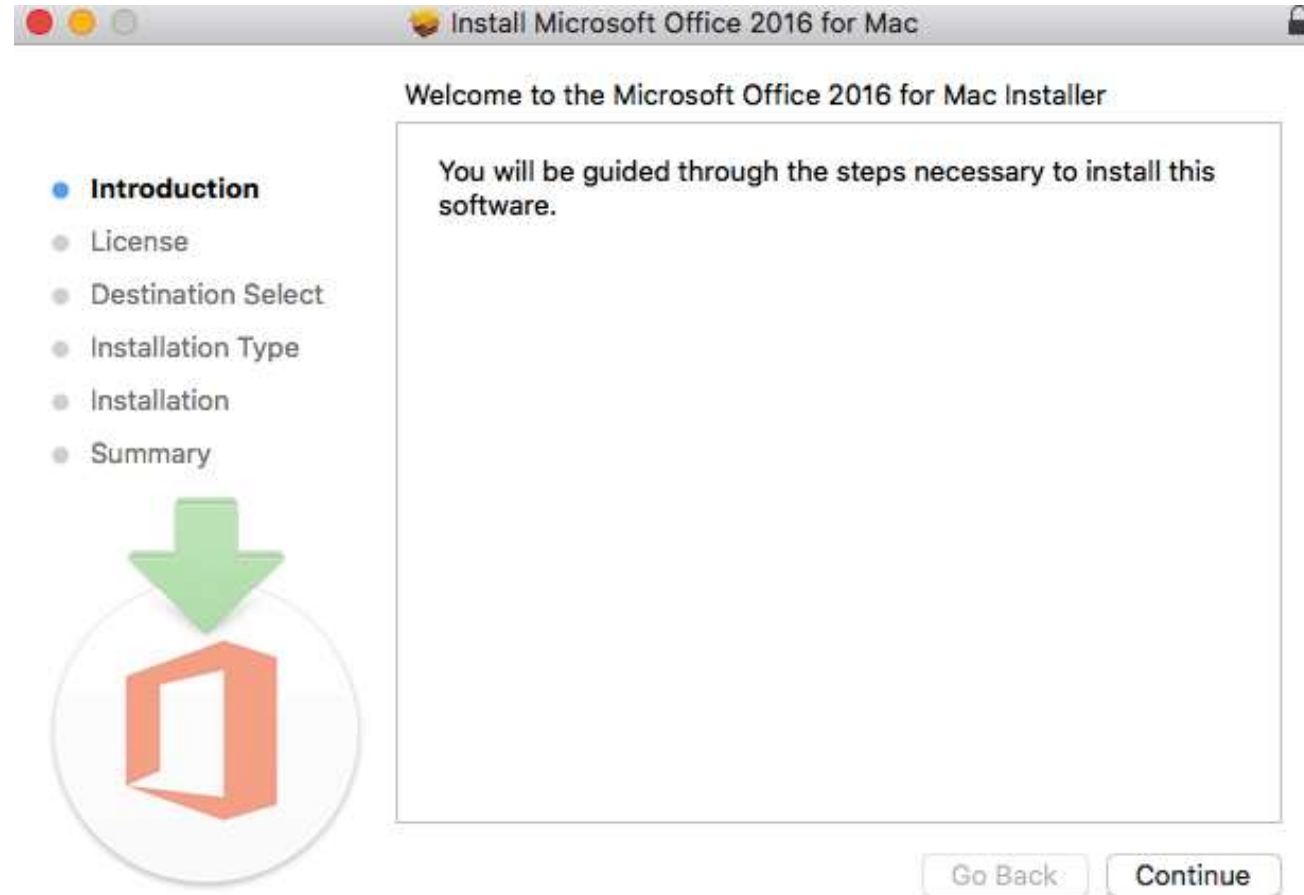 Install Microsoft Office 2016 for Mac
Welcome to the Microsoft Office 2016 for Mac Installer
Introduction
License
Destination Select
Installation Type
Installation
Summary
You will be guided through the steps necessary to install this
software.
Go Back
Continue